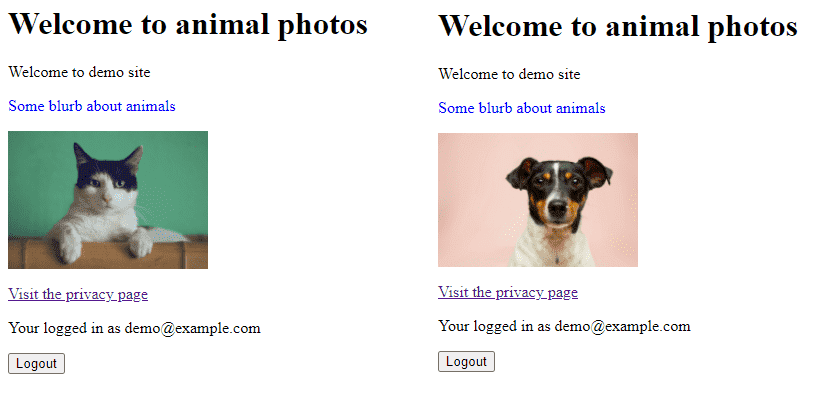 Welcome to animal photos
Welcome to demo site
Some blurb about animals
Visit the privacy page
Your logged in as demo@example.com
Logout
Welcome to animal photos
Welcome to demo site
Some blurb about animals
Visit the privacy page
Your logged in as demo@example.com
Logout